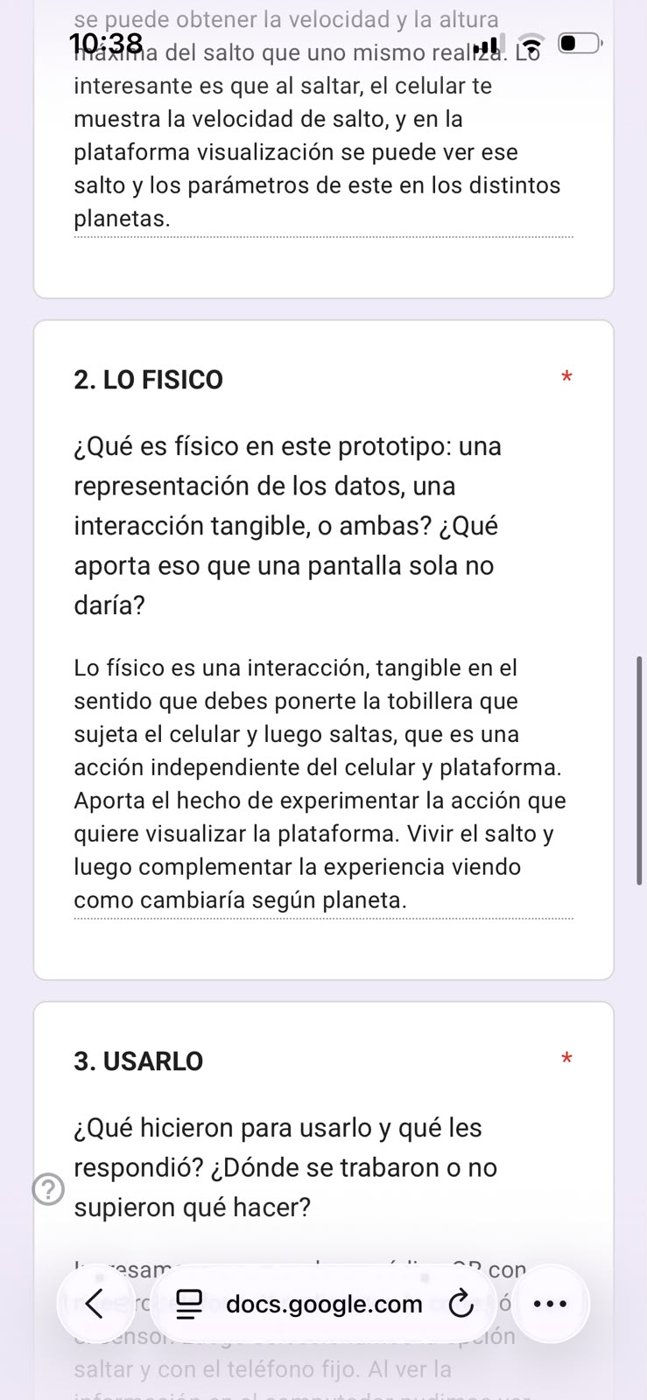 se puede obtener la velocidad y la altura
10:38
máxima del salto que uno mismo realiza. Lo
interesante es que al saltar, el celular te
muestra la velocidad de salto, y en la
plataforma visualización se puede ver ese
salto y los parámetros de este en los distintos
planetas.
2. LO FISICO *
¿Qué es físico en este prototipo: una
representación de los datos, una
interacción tangible, o ambas? ¿Qué
aporta eso que una pantalla sola no
daría?
Lo físico es una interacción, tangible en el
sentido que debes ponerte la tobillera que
sujeta el celular y luego saltas, que es una
acción independiente del celular y plataforma.
Aporta el hecho de experimentar la acción que
quiere visualizar la plataforma. Vivir el salto y
luego complementar la experiencia viendo
como cambiaría según planeta.
3. USARLO *
¿Qué hicieron para usarlo y qué les
respondió? ¿Dónde se trabaron o no
supieron qué hacer?
con
docs.google.com
saltar y con el teléfono fijo. Al ver la